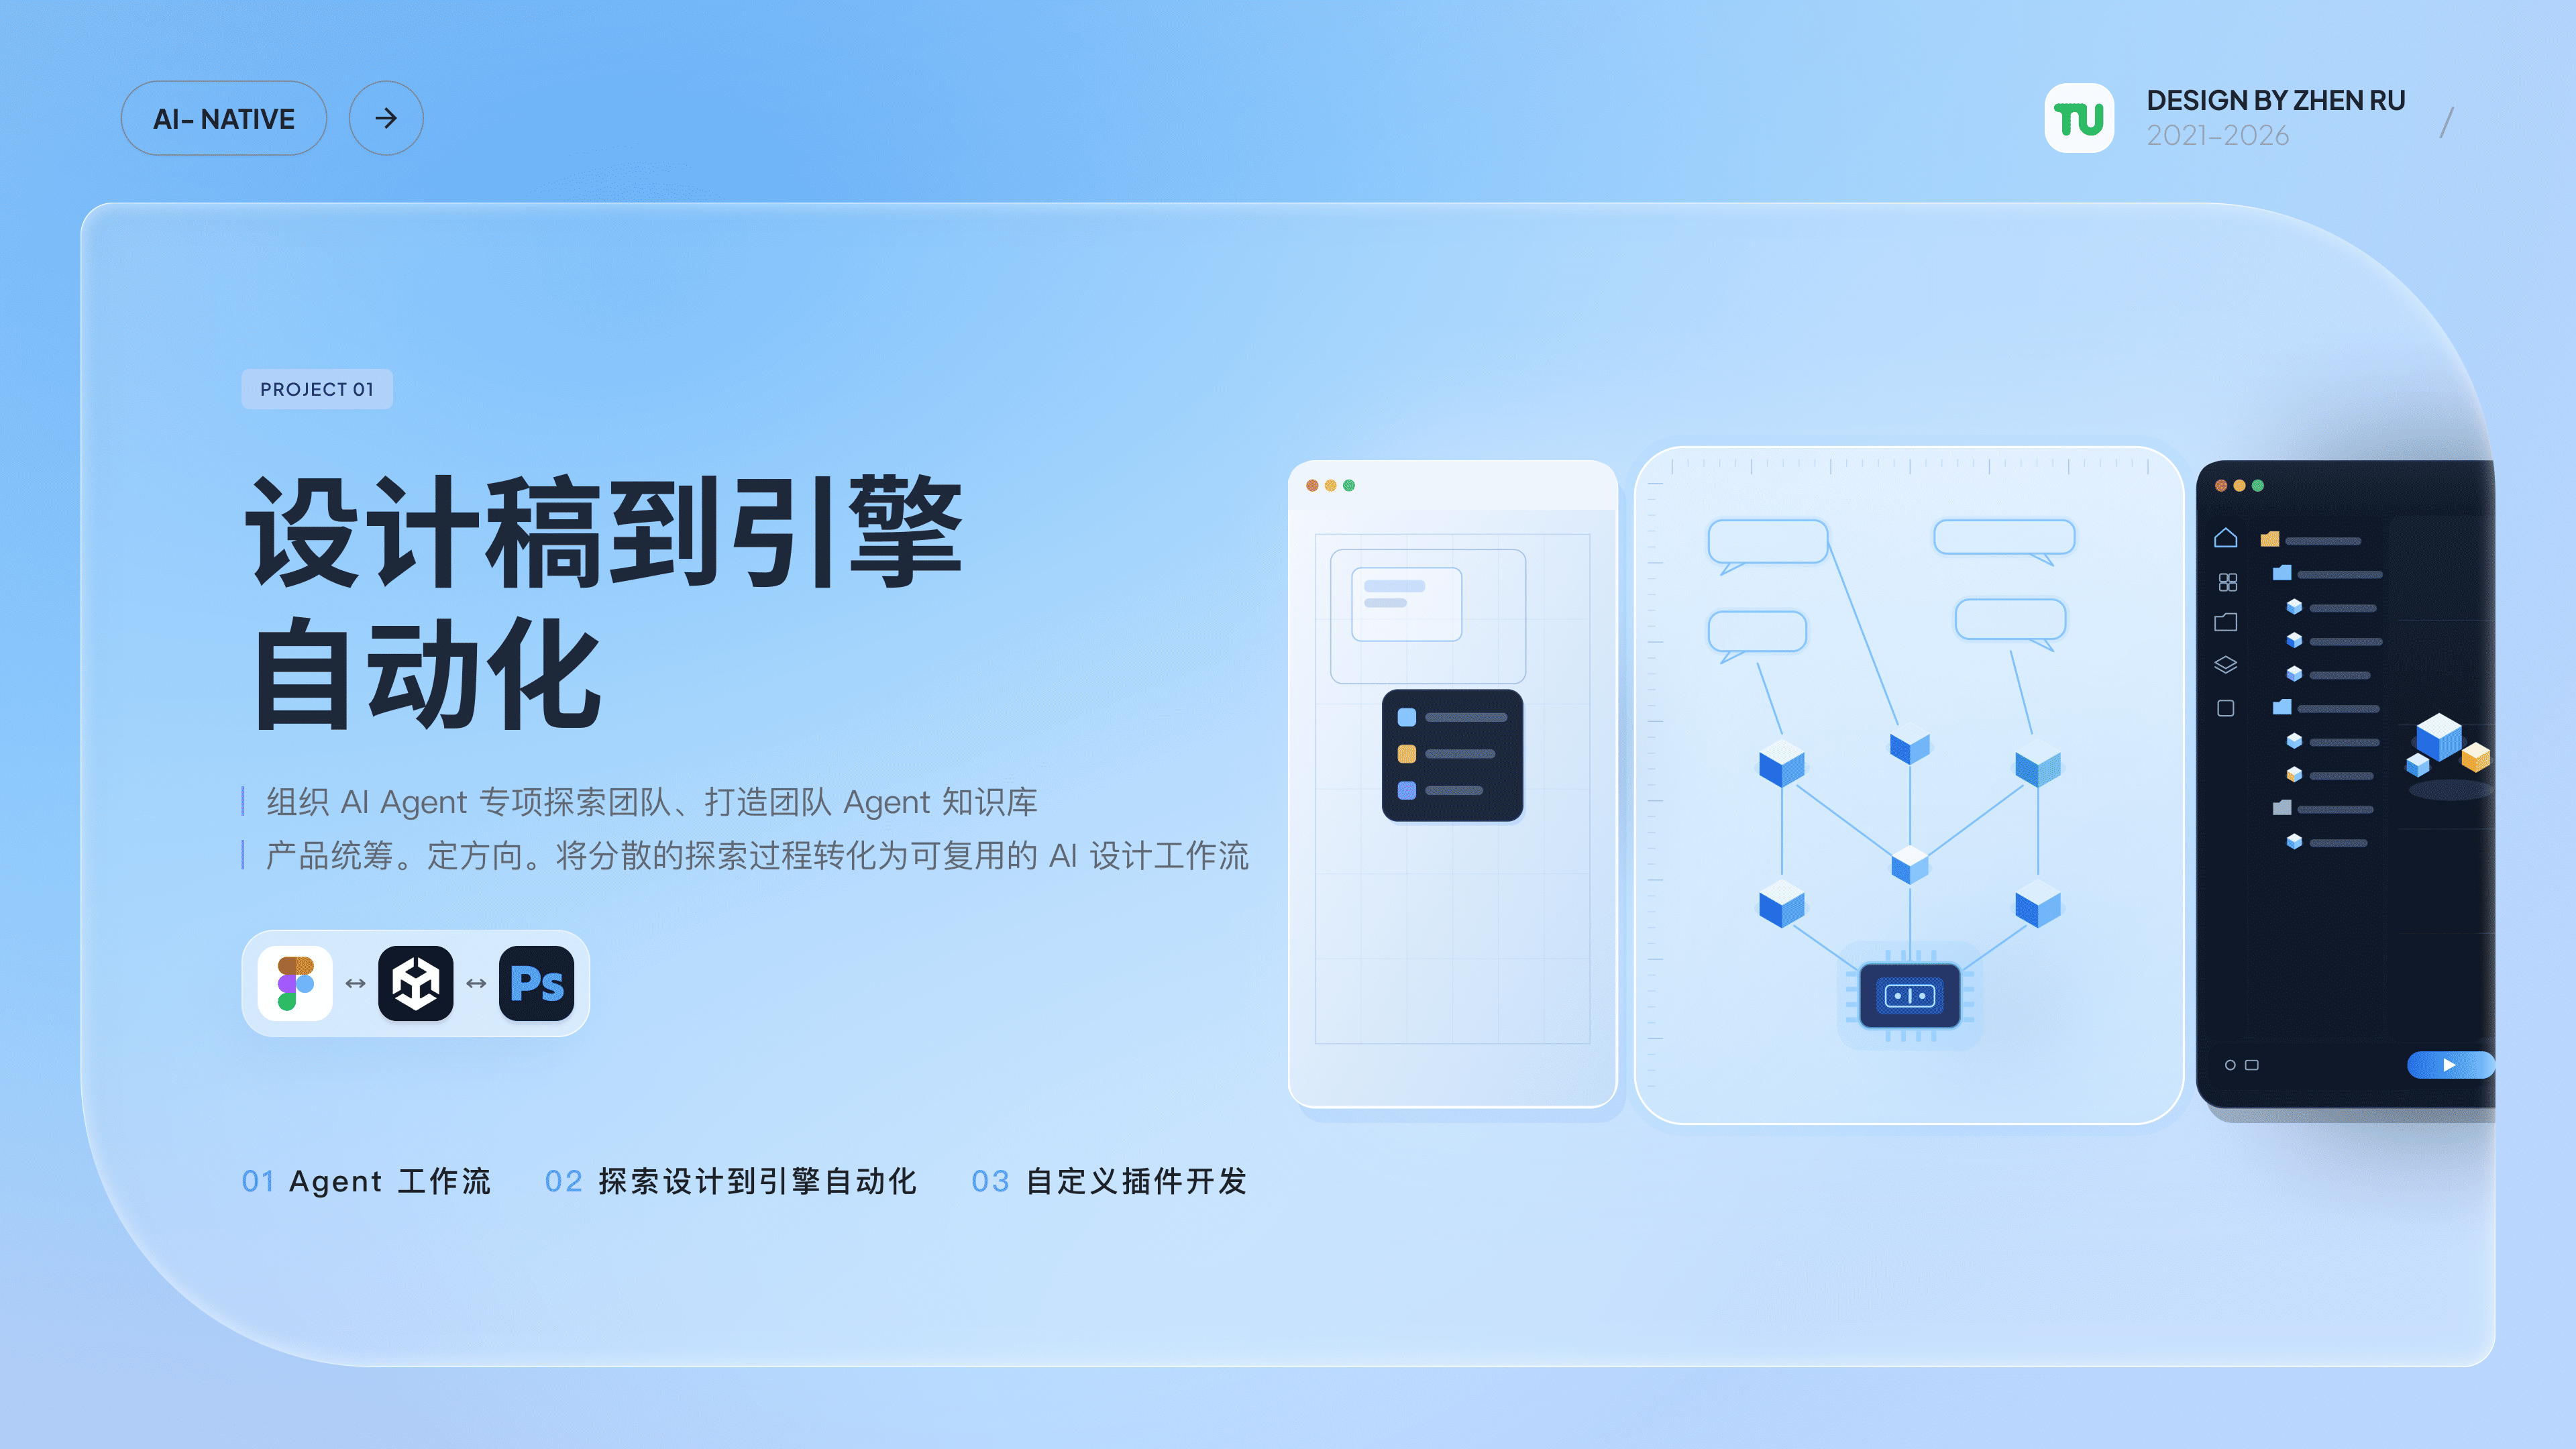 AI- NATIVE
TU
DESIGN BY ZHEN RU
2021-2026
/
PROJECT 01
设计稿到引擎
自动化
组织 AI Agent 专项探索团队、打造团队 Agent 知识库
产品统筹。定方向。将分散的探索过程转化为可复用的 AI 设计工作流
Ps
01 Agent 工作流
02 探索设计到引擎自动化
03 自定义插件开发